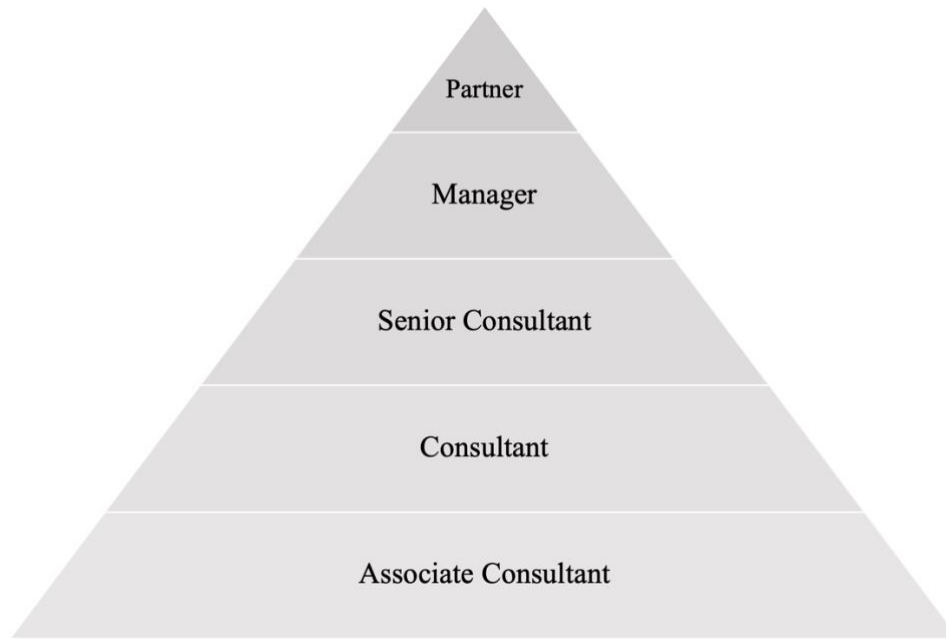 Partner
Manager
Senior Consultant
Consultant
Associate Consultant